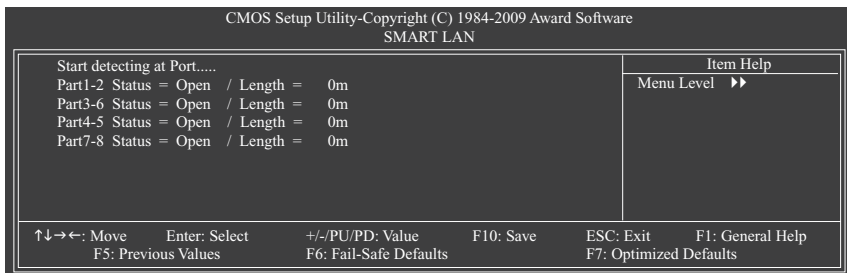 CMOS Setup Utility-Copyright (C) 1984-2009 Award Software
SMART LAN
Start detecting at Port.....
Part1-2 Status = Open / Length = 0m
Part3-6 Status = Open / Length = 0m
Part4-5 Status = Open / Length = 0m
Part7-8 Status = Open / Length = 0m
Item Help
Menu Level ▶▶
↑↓→←: Move Enter: Select +/-/PU/PD: Value F10: Save ESC: Exit F1: General Help
F5: Previous Values F6: Fail-Safe Defaults F7: Optimized Defaults